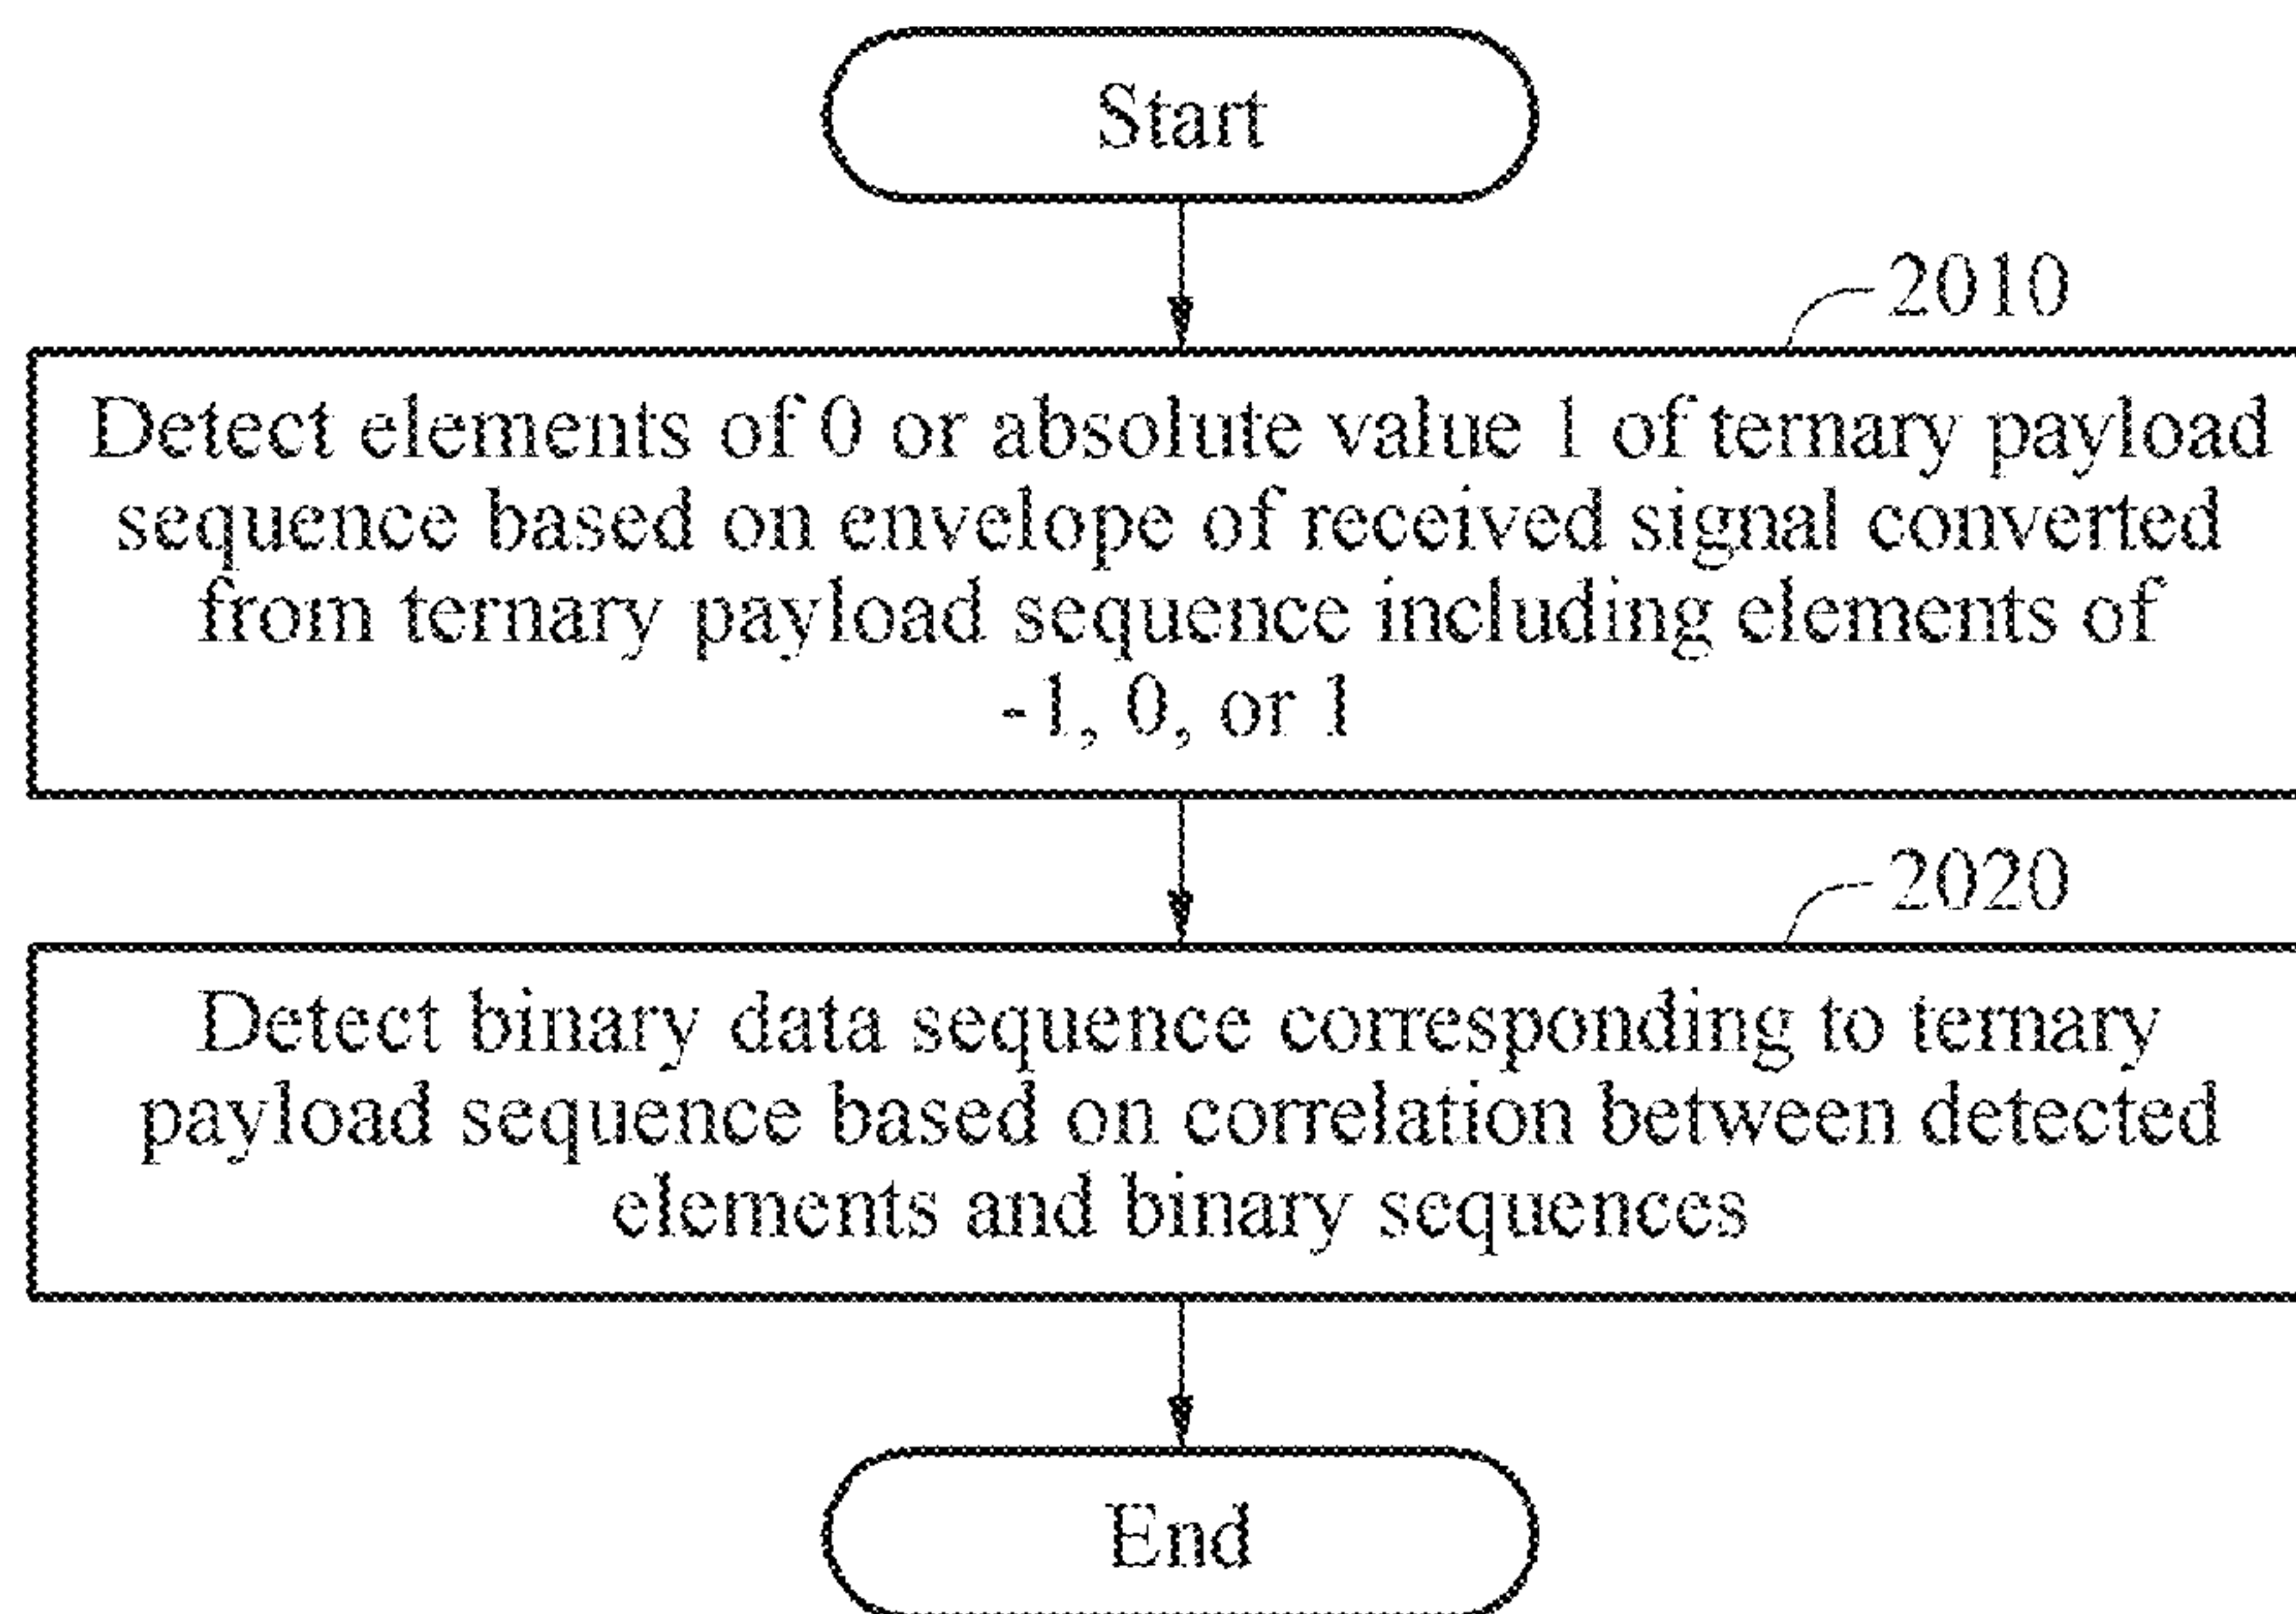 Start
2010
Detect elements of 0 or absolute value 1 of ternary payload
sequence based on envelope of received signal converted
from ternary payload sequence including elements of
-1, 0, or 1
2020
Detect binary data sequence corresponding to ternary
payload sequence based on correlation between detected
elements and binary sequences
End